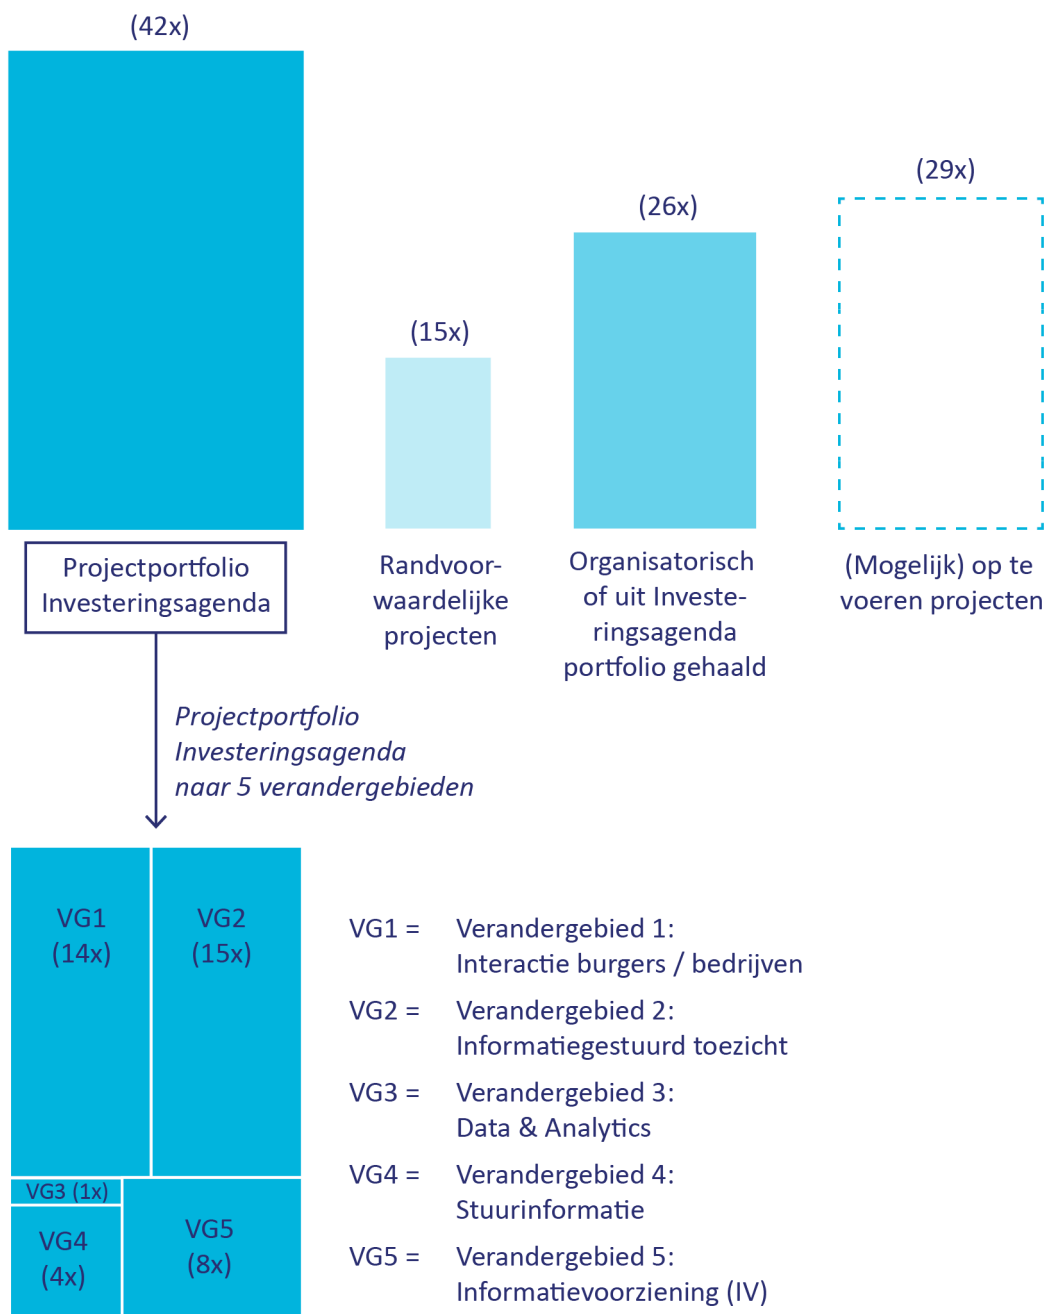 (42x)
(29x)
(26x)
(15x)
Projectportfolio
Investeringsagenda
Randvoor-
waardelijke
projecten
Organisatorisch
of uit Investe-
ringsagenda
portfolio gehaald
(Mogelijk) op te
voeren projecten
Projectportfolio
Investeringsagenda
naar 5 verandergebieden
VG1
(14x)
VG2
(15x)
VG3 (1x)
VG4
(4x)
VG5
(8x)
VG1 = Verandergebied 1:
Interactie burgers / bedrijven
VG2 = Verandergebied 2:
Informatiegestuurd toezicht
VG3 = Verandergebied 3:
Data & Analytics
VG4 = Verandergebied 4:
Stuurinformatie
VG5 = Verandergebied 5:
Informatievoorziening (IV)